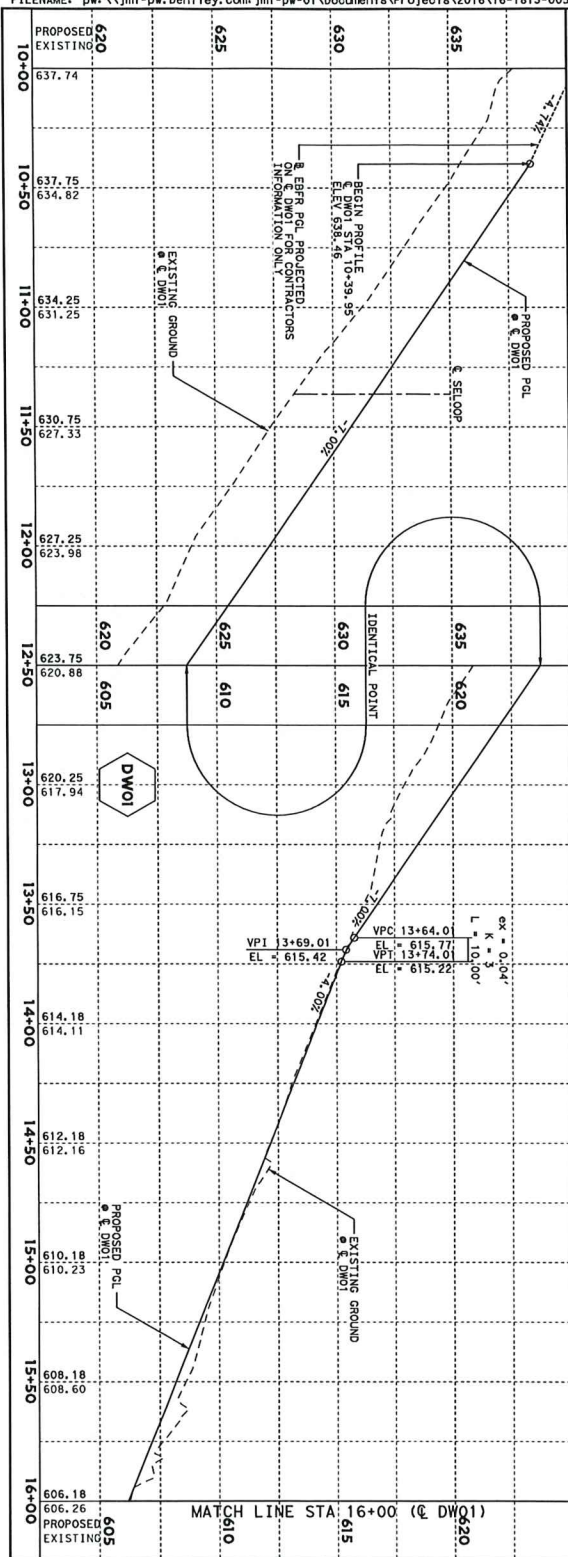 PROPOSED
EXISTING
620
625
630
635
10+00
637.74
10+50
637.75
634.82
11+00
634.25
631.25
11+50
630.75
627.33
12+00
627.25
623.98
12+50
623.75
620.88
13+00
620.25
617.94
13+50
616.75
616.15
14+00
614.18
614.11
14+50
612.18
612.16
15+00
610.18
610.23
15+50
608.18
608.60
16+00
606.18
606.26
PROPOSED
EXISTING
-4.74%
EBFR PGL PROJECTED
ON ℄ DW01 FOR CONTRACTORS
INFORMATION ONLY
BEGIN PROFILE
℄ DW01 STA 10+39.95
ELEV 638.46
PROPOSED PGL
@ ℄ DW01
EXISTING GROUND
@ ℄ DW01
℄ SELOOP
-7.00%
620
625
630
635
IDENTICAL POINT
605
610
615
620
DW01
-7.00%
VPC 13+64.01
EL = 615.77
VPI 13+69.01
EL = 615.42
VPT 13+74.01
EL = 615.22
ex = 0.04'
K = 3
L = 10.00'
-4.00%
EXISTING GROUND
@ ℄ DW01
PROPOSED PGL
@ ℄ DW01
MATCH LINE STA 16+00 (℄ DW01)
605
610
615
620